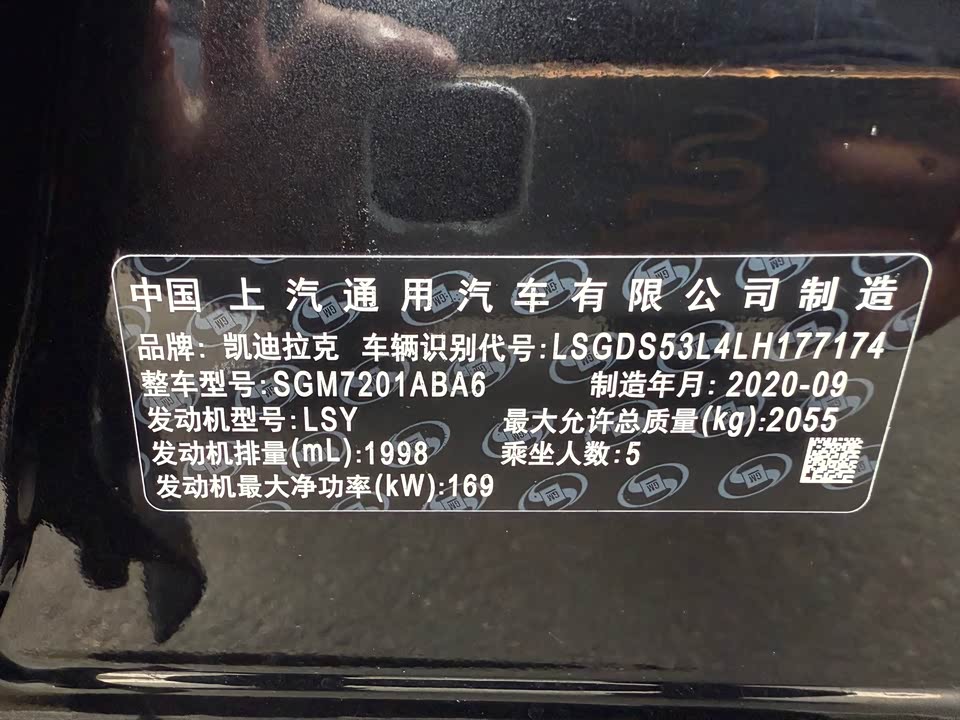 中国上汽通用汽车有限公司制造
品牌: 凯迪拉克 车辆识别代号:LSGDS53L4LH177174
整车型号:SGM7201ABA6 制造年月: 2020-09
发动机型号:LSY 最大允许总质量(kg):2055
发动机排量(mL):1998 乘坐人数:5
发动机最大净功率(kW):169